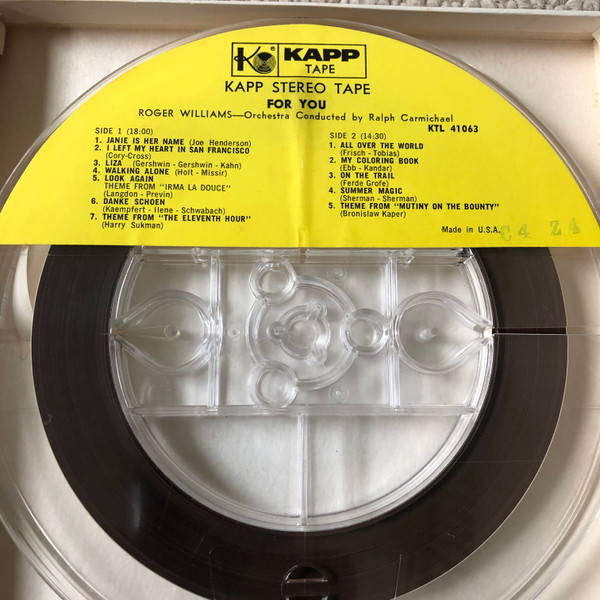 K® KAPP
TAPE
KAPP STEREO TAPE
FOR YOU
ROGER WILLIAMS—Orchestra Conducted by Ralph Carmichael
KTL 41063
SIDE 1 (18:00)
1. JANIE IS HER NAME (Joe Henderson)
2. I LEFT MY HEART IN SAN FRANCISCO
(Cory-Cross)
3. LIZA (Gershwin - Gershwin - Kahn)
4. WALKING ALONE (Holt - Missir)
5. LOOK AGAIN
THEME FROM "IRMA LA DOUCE"
(Langdon - Previn)
6. DANKE SCHOEN
(Kaempfert - Ilene - Schwabach)
7. THEME FROM "THE ELEVENTH HOUR"
(Harry Sukman)
SIDE 2 (14:30)
1. ALL OVER THE WORLD
(Frisch - Tobias)
2. MY COLORING BOOK
(Ebb - Kandar)
3. ON THE TRAIL
(Ferde Grofe)
4. SUMMER MAGIC
(Sherman - Sherman)
5. THEME FROM "MUTINY ON THE BOUNTY"
(Bronislaw Kaper)
Made in U.S.A.
C4 Z4